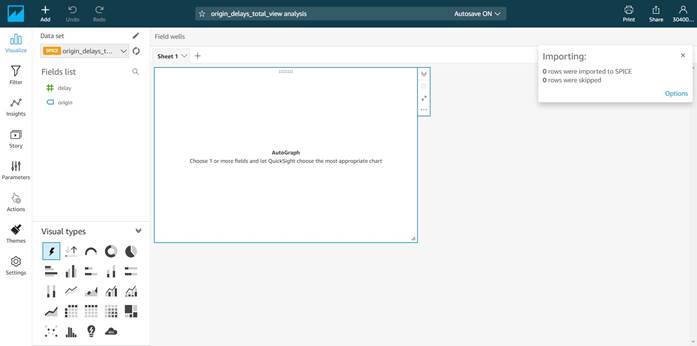 Add
Undo
Redo
origin_delays_total_view analysis
Autosave ON
Print
Share
30400...
Visualize
Filter
Insights
Story
Parameters
Actions
Themes
Settings
Data set
SPICE origin_delays_t...
Fields list
delay
origin
Visual types
Field wells
Sheet 1
AutoGraph
Choose 1 or more fields and let QuickSight choose the most appropriate chart
Importing:
0 rows were imported to SPICE
0 rows were skipped
Options